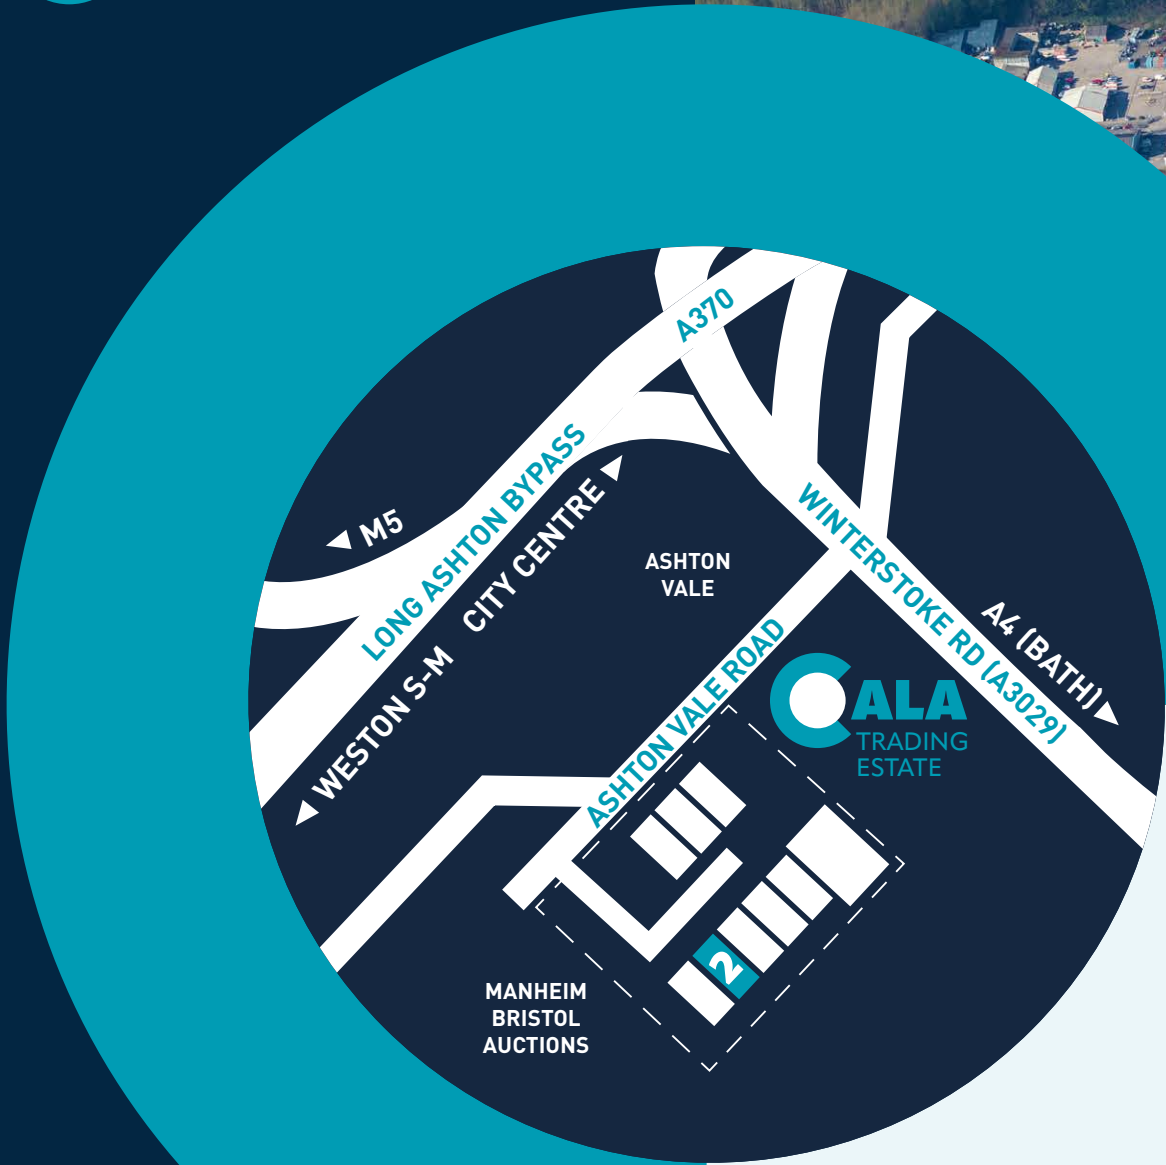 A370
LONG ASHTON BYPASS
M5
CITY CENTRE
WESTON S-M
ASHTON
VALE
WINTERSTOKE RD (A3029)
A4 (BATH)
ASHTON VALE ROAD
CALA
TRADING
ESTATE
2
MANHEIM
BRISTOL
AUCTIONS